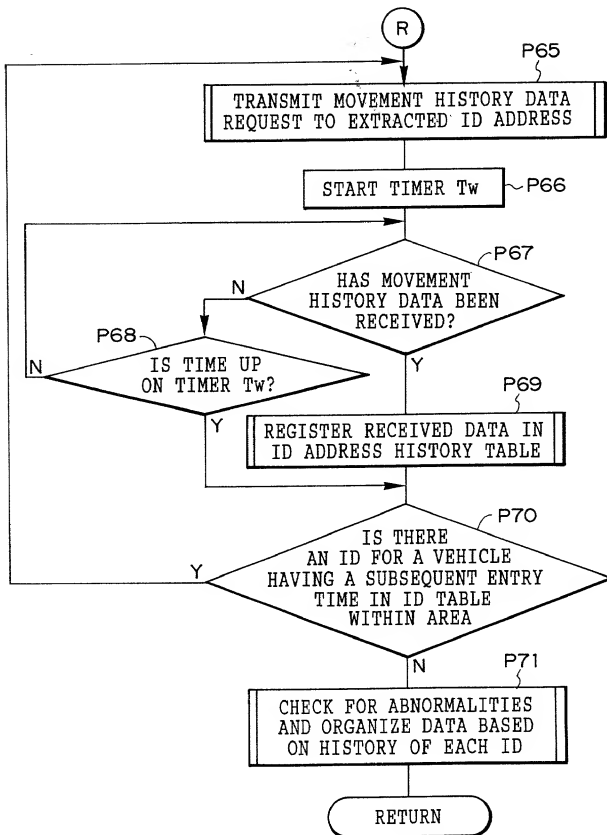 R
P65
TRANSMIT MOVEMENT HISTORY DATA
REQUEST TO EXTRACTED ID ADDRESS
START TIMER Tw
P66
P67
HAS MOVEMENT
HISTORY DATA BEEN
RECEIVED?
N
Y
P68
IS TIME UP
ON TIMER Tw?
N
Y
P69
REGISTER RECEIVED DATA IN
ID ADDRESS HISTORY TABLE
P70
IS THERE
AN ID FOR A VEHICLE
HAVING A SUBSEQUENT ENTRY
TIME IN ID TABLE
WITHIN AREA
Y
N
P71
CHECK FOR ABNORMALITIES
AND ORGANIZE DATA BASED
ON HISTORY OF EACH ID
RETURN